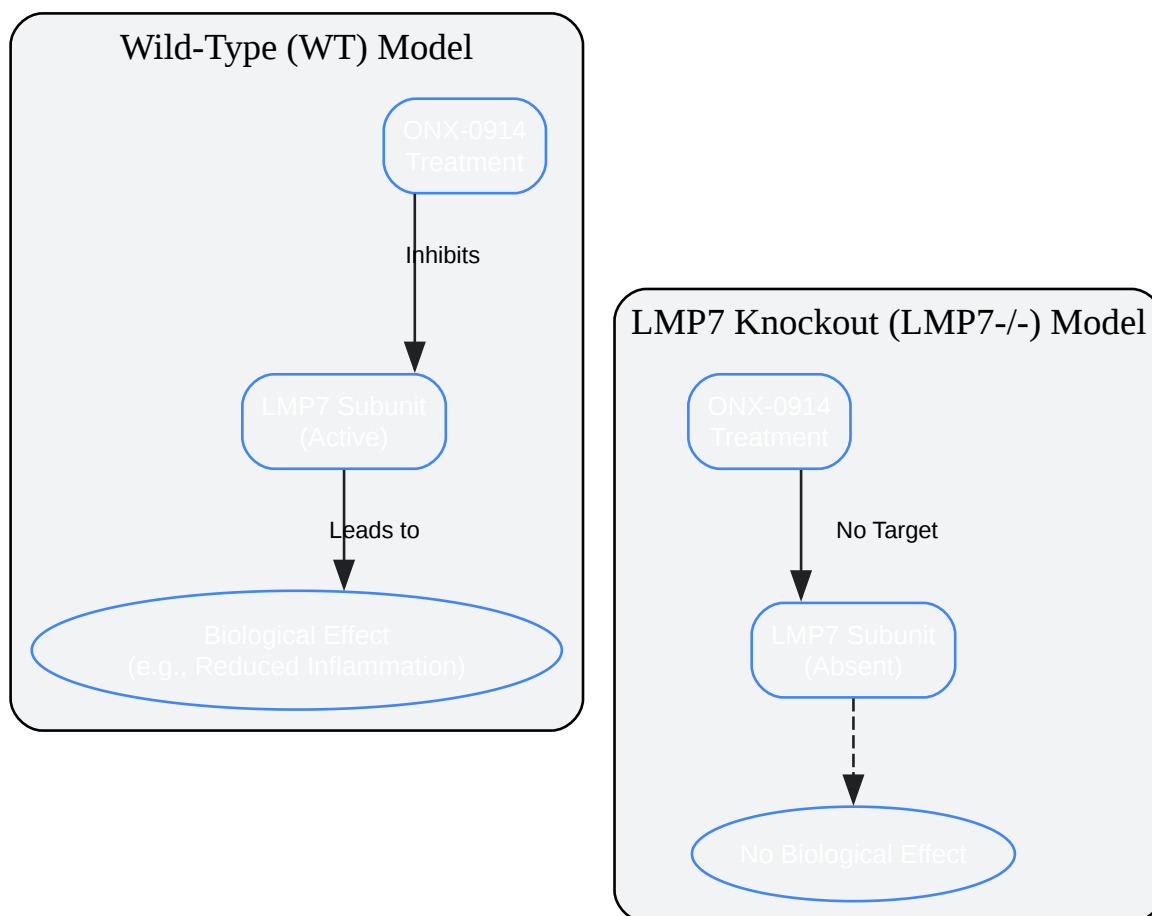 Wild-Type (WT) Model
ONX-0914
Treatment
Inhibits
LMP7 Subunit
(Active)
Leads to
Biological Effect
(e.g., Reduced Inflammation)
LMP7 Knockout (LMP7-/-) Model
ONX-0914
Treatment
No Target
LMP7 Subunit
(Absent)
No Biological Effect